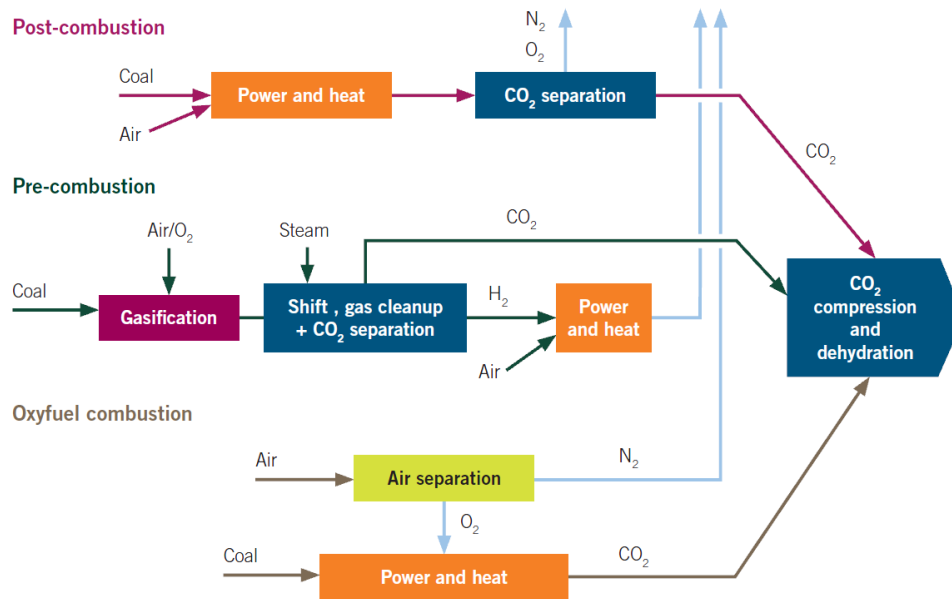 Post-combustion
N₂
O₂
Coal
Power and heat
CO₂ separation
Air
CO₂
Pre-combustion
Air/O₂
Steam
CO₂
Coal
Gasification
Shift , gas cleanup
+ CO₂ separation
H₂
Power
and heat
Air
CO₂
compression
and
dehydration
Oxyfuel combustion
Air
Air separation
N₂
O₂
Coal
Power and heat
CO₂